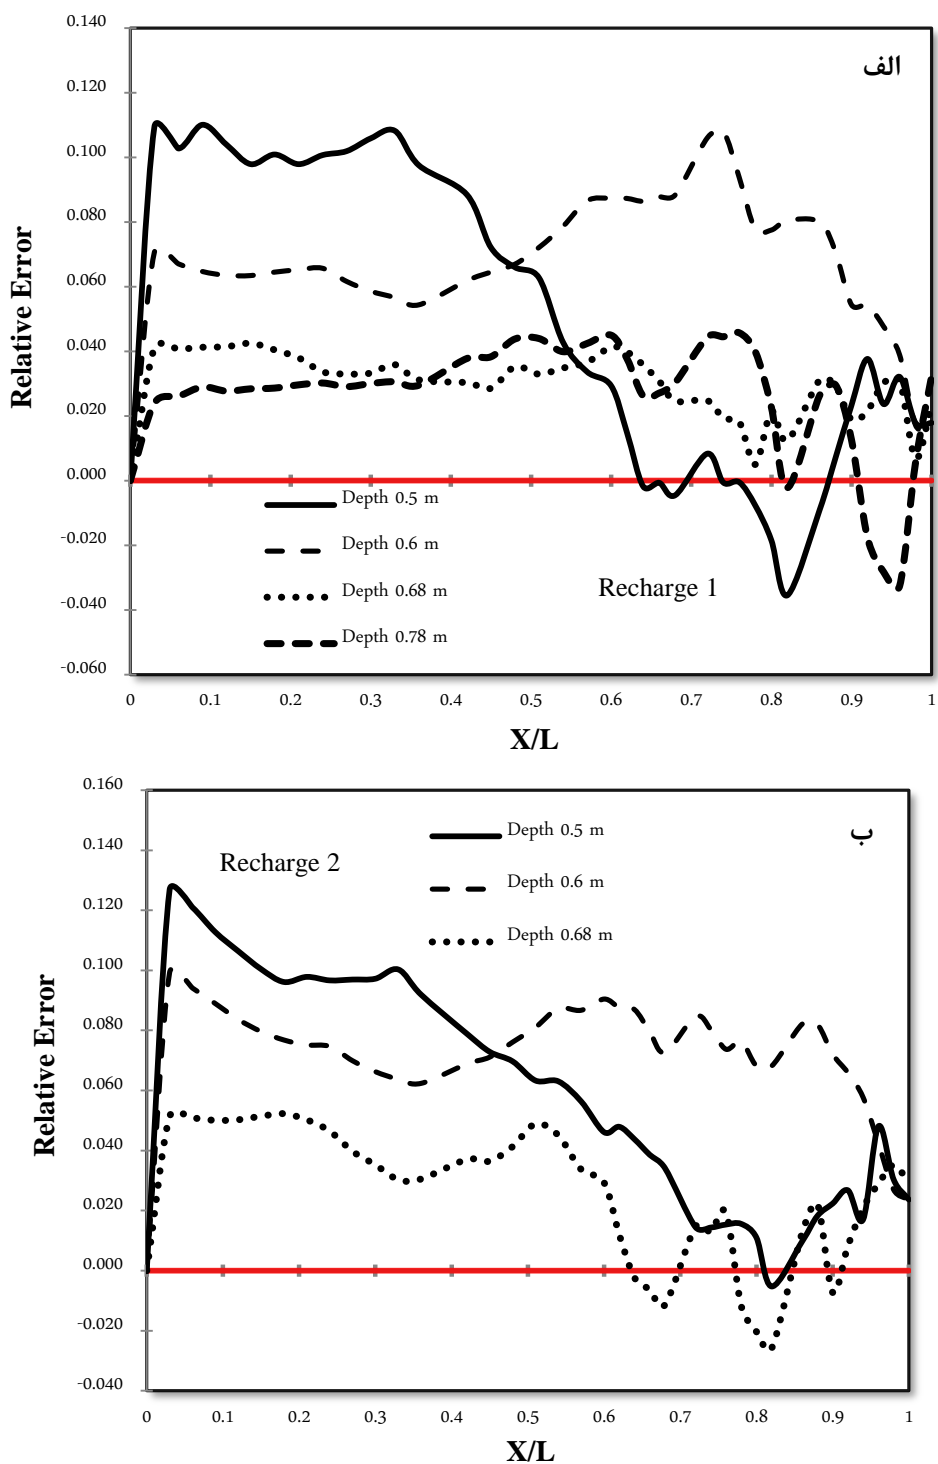 0.140
الف
0.120
0.100
0.080
0.060
0.040
0.020
0.000
-0.020
-0.040
-0.060
Relative Error
Depth 0.5 m
Depth 0.6 m
Depth 0.68 m
Depth 0.78 m
Recharge 1
0 0.1 0.2 0.3 0.4 0.5 0.6 0.7 0.8 0.9 1
X/L
0.160
0.140
0.120
0.100
0.080
0.060
0.040
0.020
0.000
-0.020
-0.040
Relative Error
ب
Recharge 2
Depth 0.5 m
Depth 0.6 m
Depth 0.68 m
0 0.1 0.2 0.3 0.4 0.5 0.6 0.7 0.8 0.9 1
X/L